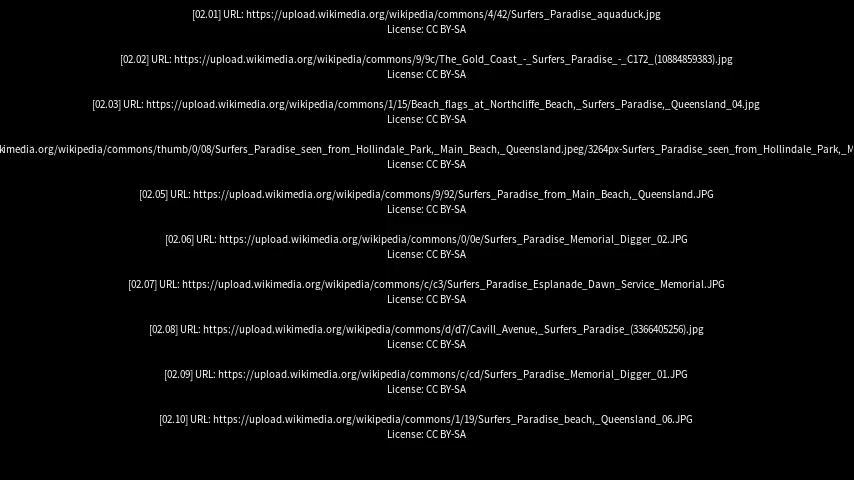 [02.01] URL: https://upload.wikimedia.org/wikipedia/commons/4/42/Surfers_Paradise_aquaduck.jpg
License: CC BY-SA
[02.02] URL: https://upload.wikimedia.org/wikipedia/commons/9/9c/The_Gold_Coast_-_Surfers_Paradise_-_C172_(10884859383).jpg
License: CC BY-SA
[02.03] URL: https://upload.wikimedia.org/wikipedia/commons/1/15/Beach_flags_at_Northcliffe_Beach,_Surfers_Paradise,_Queensland_04.jpg
License: CC BY-SA
kimedia.org/wikipedia/commons/thumb/0/08/Surfers_Paradise_seen_from_Hollindale_Park,_Main_Beach,_Queensland.jpeg/3264px-Surfers_Paradise_seen_from_Hollindale_Park,_M
License: CC BY-SA
[02.05] URL: https://upload.wikimedia.org/wikipedia/commons/9/92/Surfers_Paradise_from_Main_Beach,_Queensland.JPG
License: CC BY-SA
[02.06] URL: https://upload.wikimedia.org/wikipedia/commons/0/0e/Surfers_Paradise_Memorial_Digger_02.JPG
License: CC BY-SA
[02.07] URL: https://upload.wikimedia.org/wikipedia/commons/c/c3/Surfers_Paradise_Esplanade_Dawn_Service_Memorial.JPG
License: CC BY-SA
[02.08] URL: https://upload.wikimedia.org/wikipedia/commons/d/d7/Cavill_Avenue,_Surfers_Paradise_(3366405256).jpg
License: CC BY-SA
[02.09] URL: https://upload.wikimedia.org/wikipedia/commons/c/cd/Surfers_Paradise_Memorial_Digger_01.JPG
License: CC BY-SA
[02.10] URL: https://upload.wikimedia.org/wikipedia/commons/1/19/Surfers_Paradise_beach,_Queensland_06.JPG
License: CC BY-SA